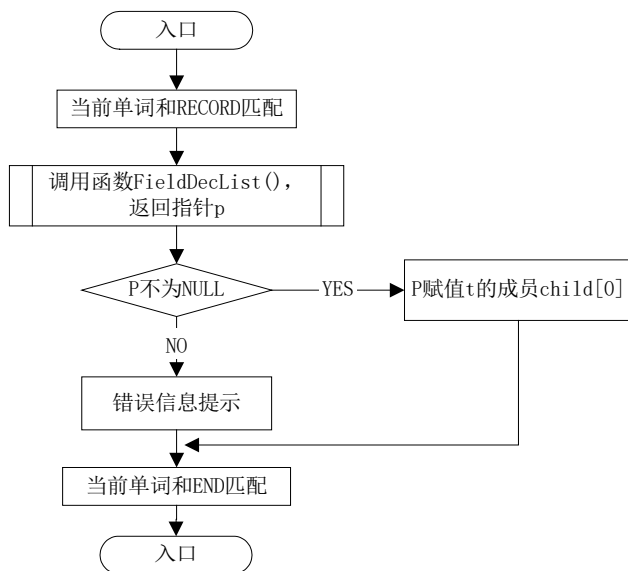 入口
当前单词和RECORD匹配
调用函数FieldDecList(),
返回指针p
P不为NULL
YES
P赋值t的成员child[0]
NO
错误信息提示
当前单词和END匹配
入口